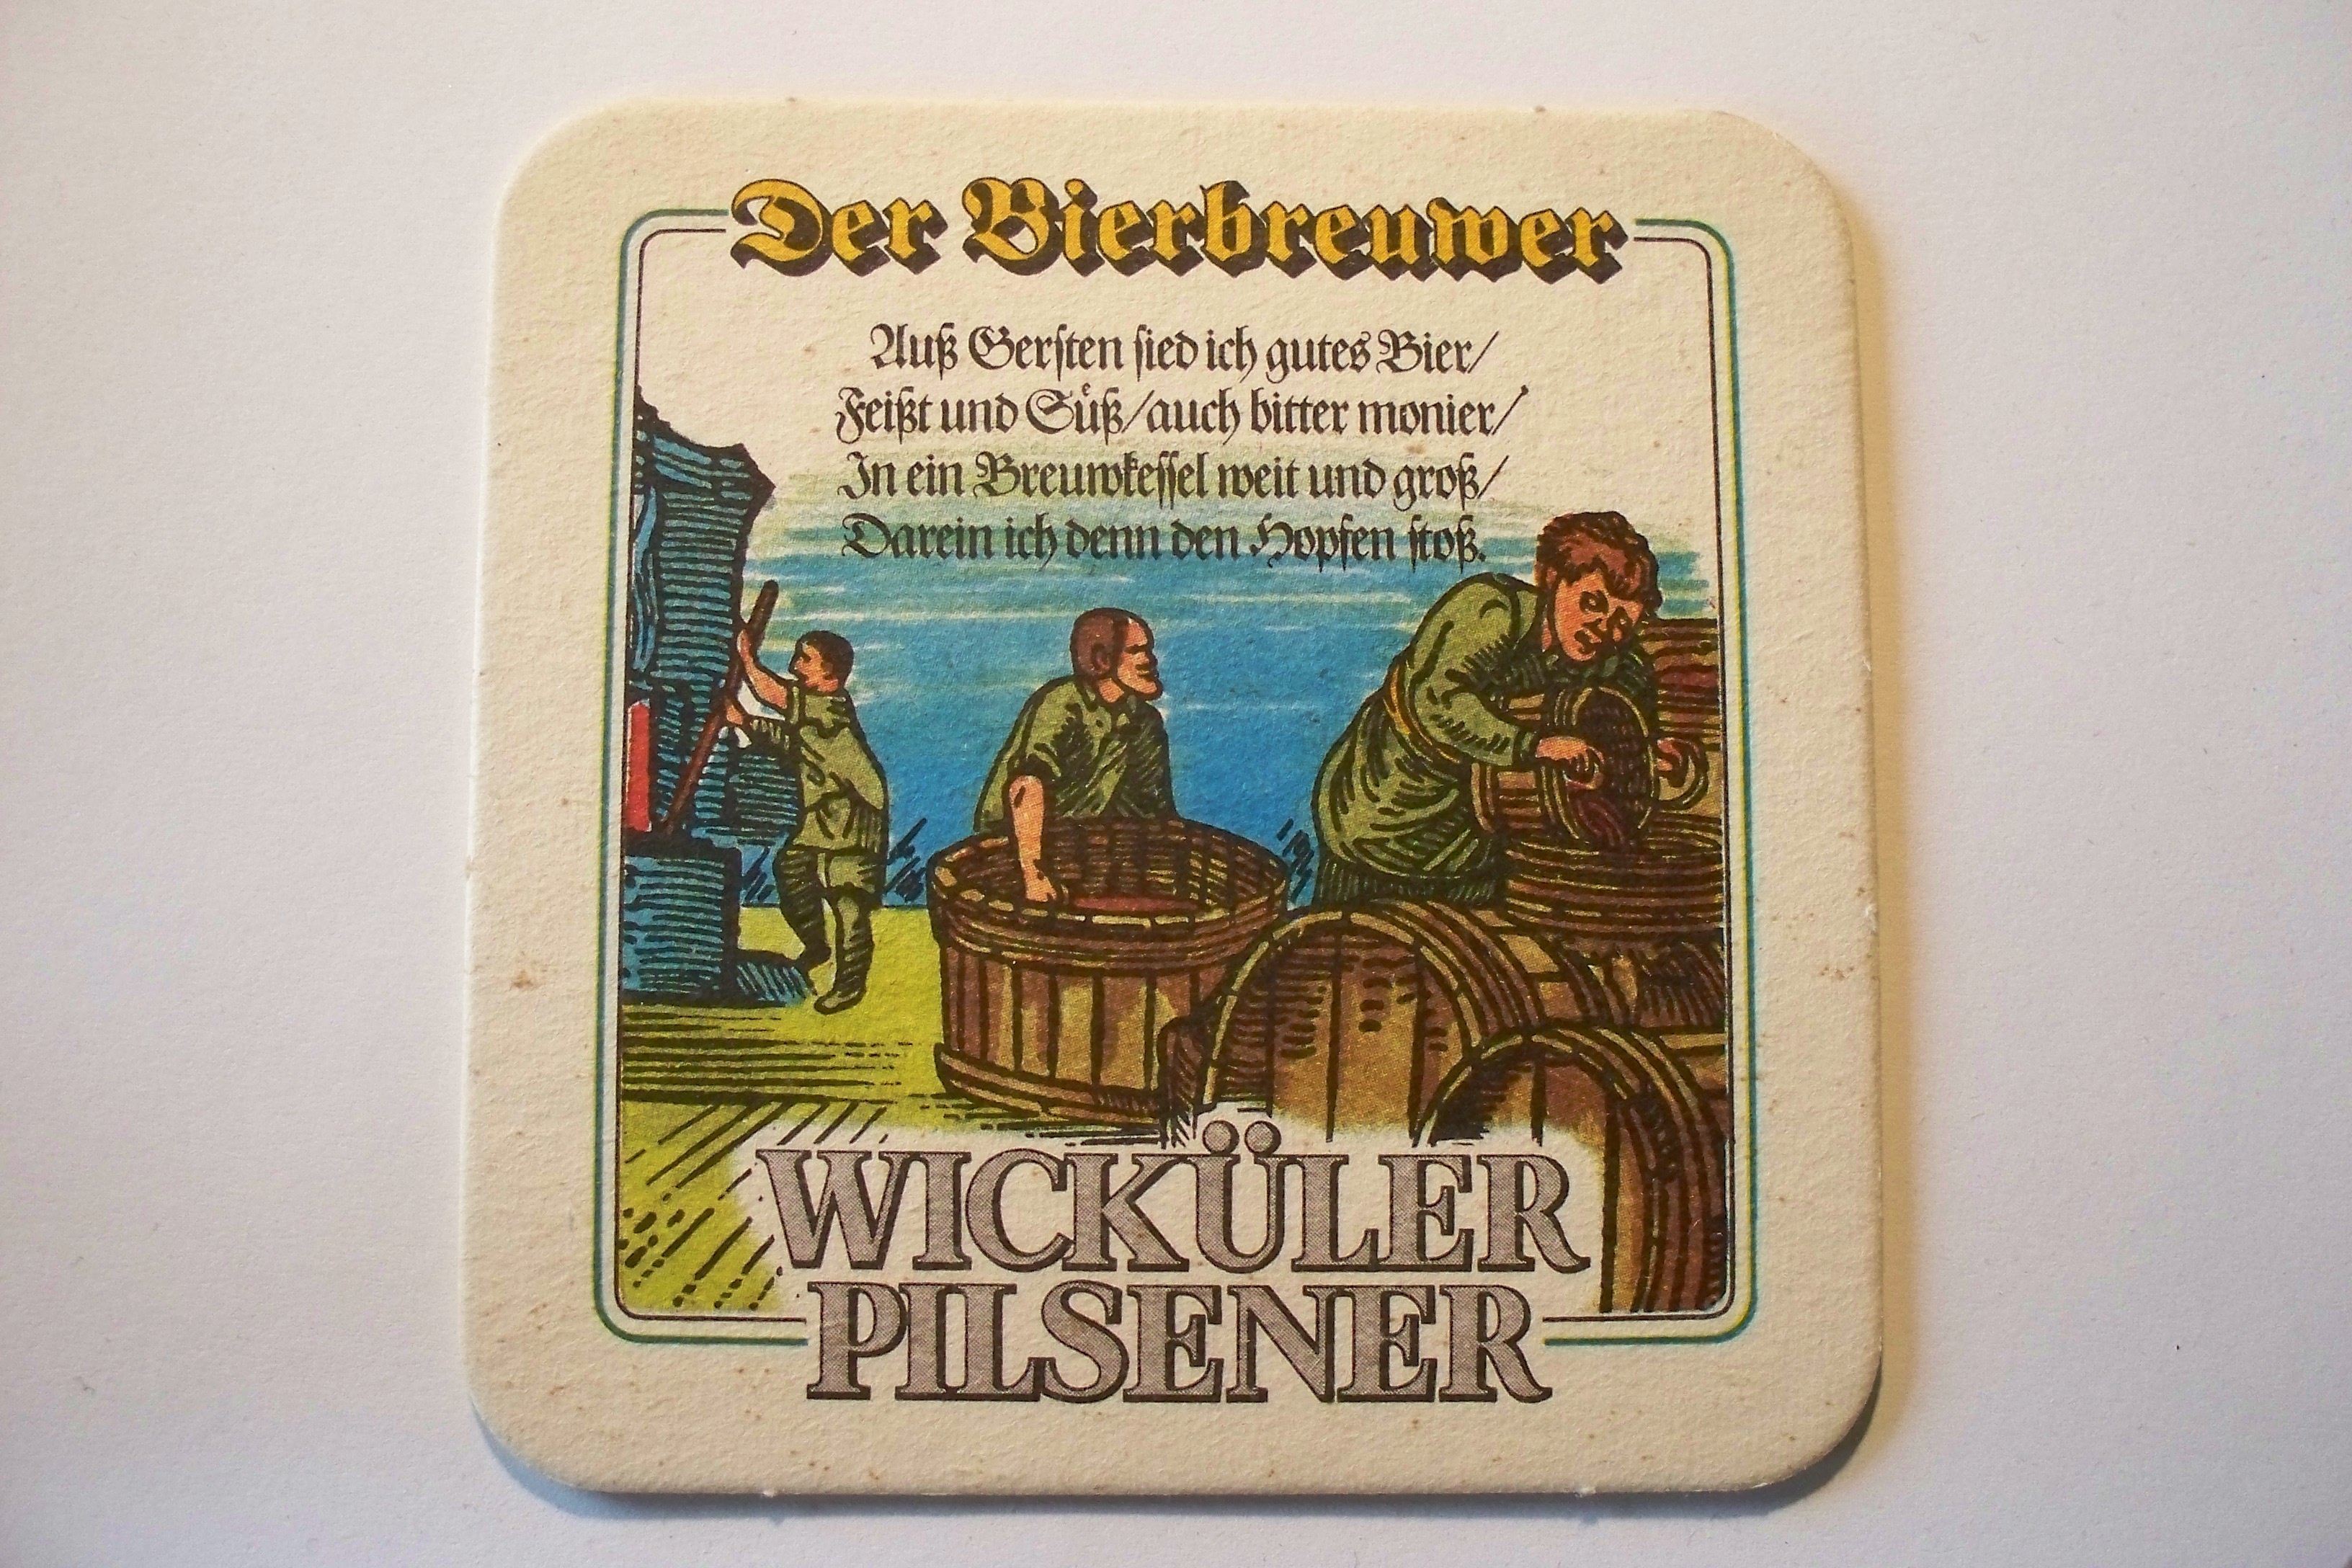 Der Bierbreuwer
Auß Gersten sied ich gutes Bier/
Feißt und Süß/auch bitter monier/
In ein Breuwkessel weit und groß/
Darein ich denn den Hopfen stoß.
WICKÜLER
PILSENER